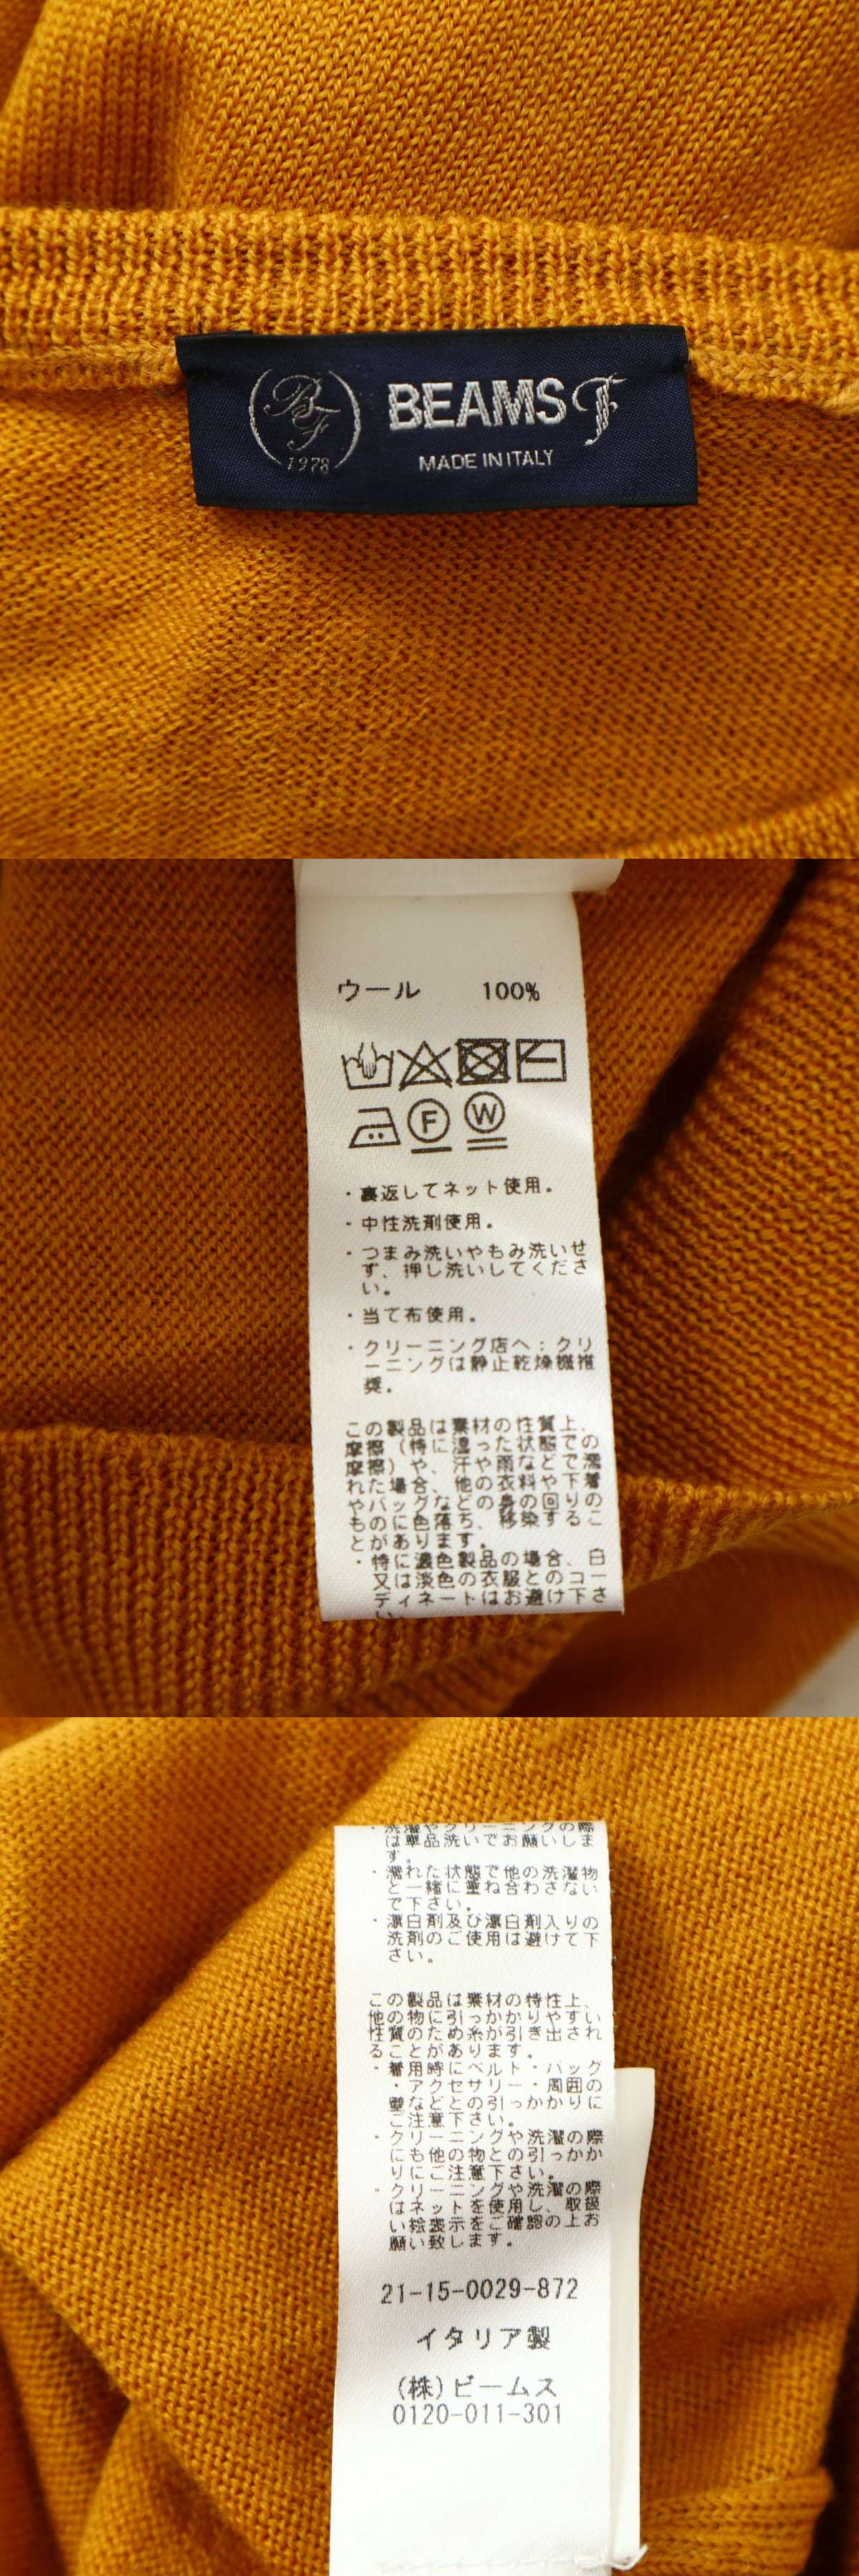 BF
1978
BEAMS F
MADE IN ITALY
ウール 100%
F W
・裏返してネット使用。
・中性洗剤使用。
・つまみ洗いやもみ洗いせ
ず、押し洗いしてくださ
い。
・当て布使用。
・クリーニング店へ：クリ
ーニングは静止乾燥機推
奨。
この製品は素材の性質上、
摩擦（特に湿った状態での
摩擦）や、汗や雨などで濡
れた場合、他の衣料や下着
やバッグなどの身の回りの
ものに色落ち、移染するこ
とがあります。
・特に濃色製品の場合、白
又は淡色の衣服とのコー
ディネートはお避け下さ
い。
・洗濯やクリーニングの際
は単品洗いでお願いしま
す。
・濡れた状態で他の洗濯物
と一緒に重ね合わさない
で下さい。
・漂白剤及び漂白剤入りの
洗剤のご使用は避けて下
さい。
この製品は素材の特性上、
他の物に引っかかりやすい
性質のため糸が引き出され
ることがあります。
・着用時にベルト・バッグ
・アクセサリー・周囲の
壁などとの引っかかりに
ご注意下さい。
・クリーニングや洗濯の際
にも他の物との引っかか
りにご注意下さい。
・クリーニングや洗濯の際
はネットを使用し、取扱
い絵表示をご確認の上お
願い致します。
21-15-0029-872
イタリア製
(株)ビームス
0120-011-301